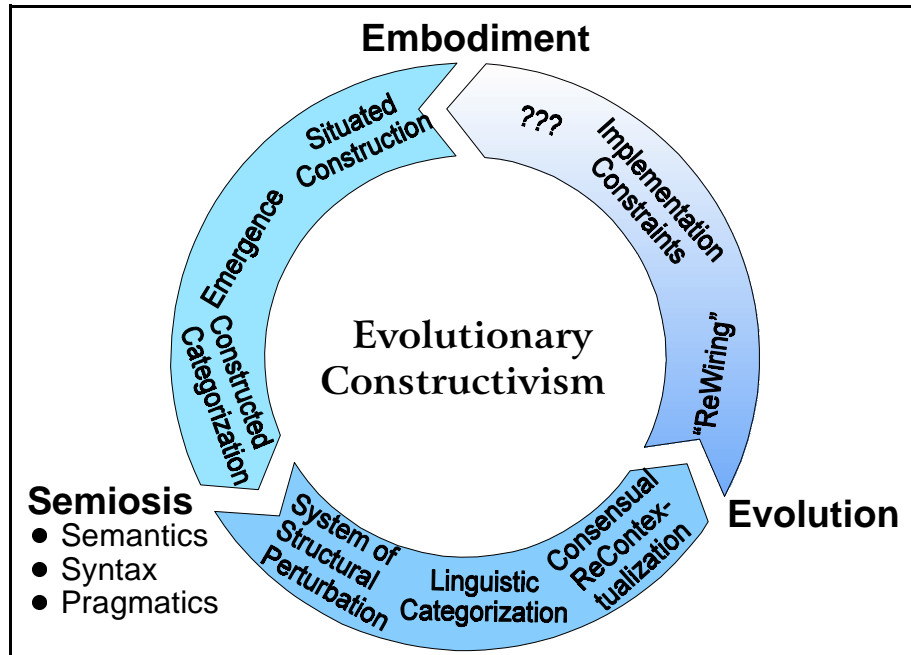 Embodiment
???
Implementation
Constraints
"ReWiring"
Evolution
Consensual
ReContex-
tualization
Linguistic
Categorization
System of
Structural
Perturbation
Semiosis
● Semantics
● Syntax
● Pragmatics
Constructed
Categorization
Emergence
Situated
Construction
Evolutionary
Constructivism